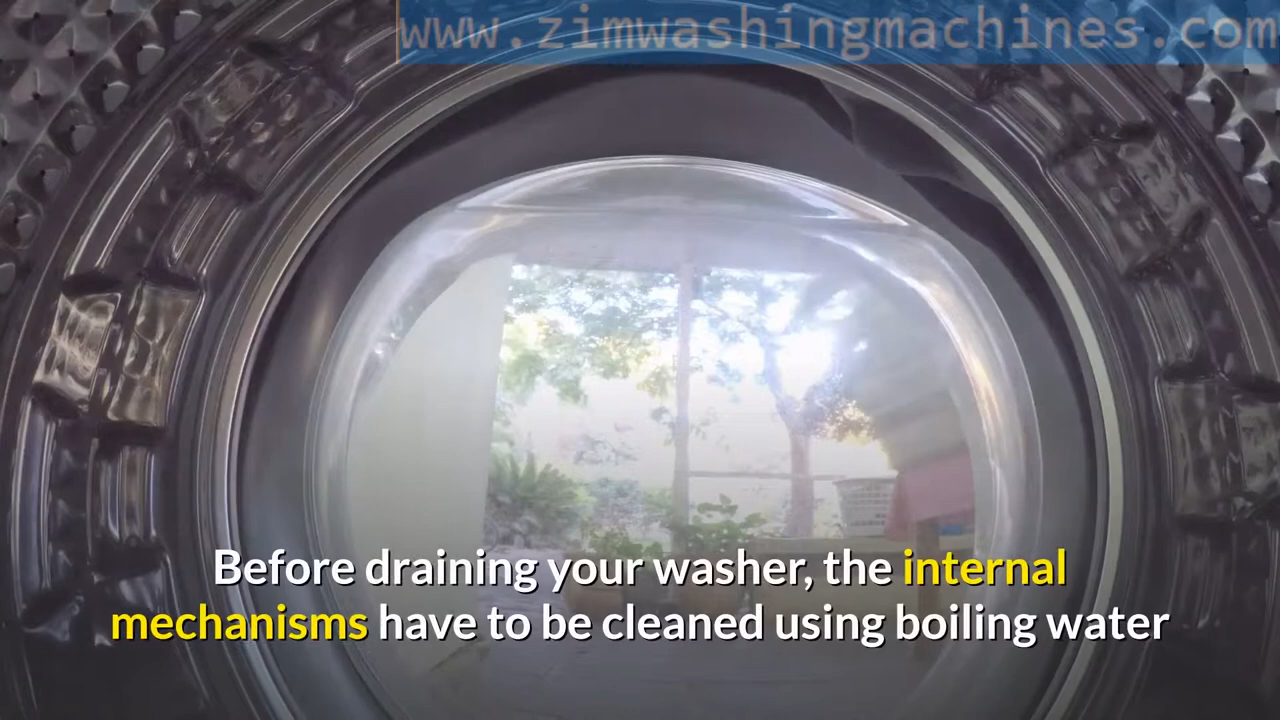 www.zimwashingmachines.com
Before draining your washer, the internal
mechanisms have to be cleaned using boiling water